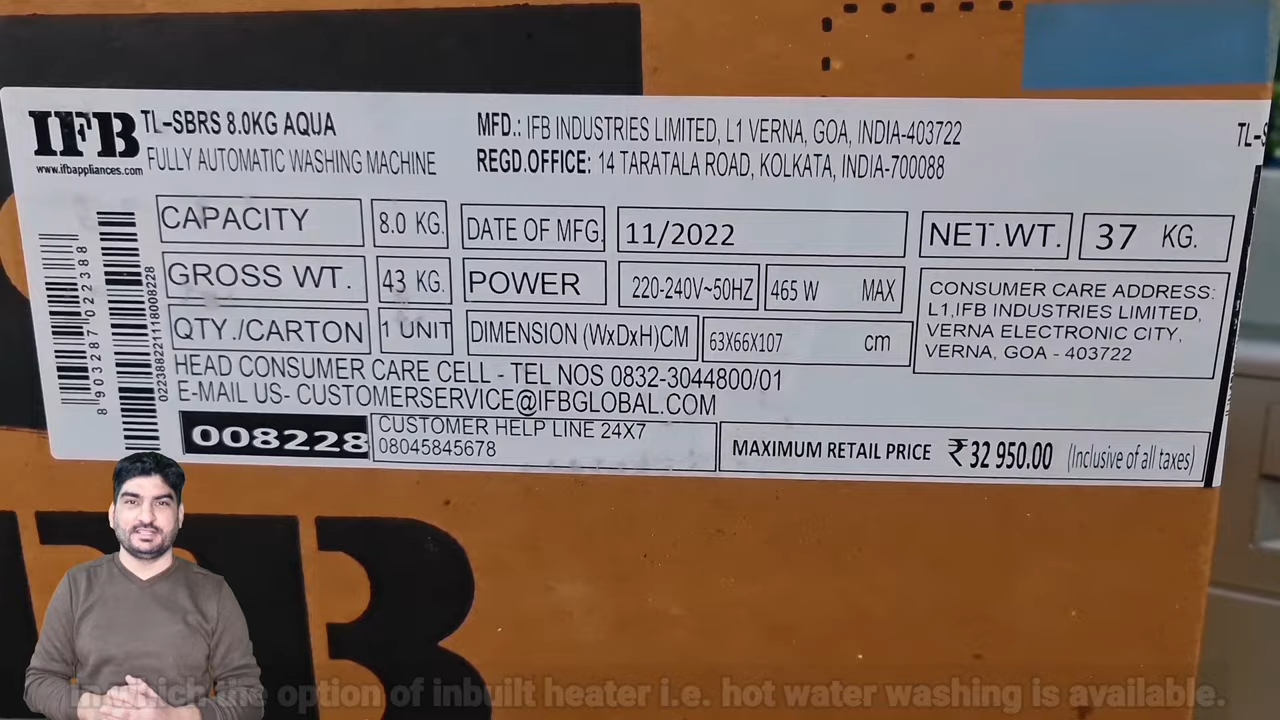 IFB
www.ifbappliances.com
TL-SBRS 8.0KG AQUA
FULLY AUTOMATIC WASHING MACHINE
MFD.: IFB INDUSTRIES LIMITED, L1 VERNA, GOA, INDIA-403722
REGD.OFFICE: 14 TARATALA ROAD, KOLKATA, INDIA-700088
CAPACITY 8.0 KG. DATE OF MFG. 11/2022 NET.WT. 37 KG.
GROSS WT. 43 KG. POWER 220-240V~50HZ 465 W MAX
QTY./CARTON 1 UNIT DIMENSION (WxDxH)CM 63X66X107 cm
CONSUMER CARE ADDRESS:
L1,IFB INDUSTRIES LIMITED,
VERNA ELECTRONIC CITY,
VERNA, GOA - 403722
HEAD CONSUMER CARE CELL - TEL NOS 0832-3044800/01
E-MAIL US- CUSTOMERSERVICE@IFBGLOBAL.COM
008228
CUSTOMER HELP LINE 24X7
08045845678
MAXIMUM RETAIL PRICE ₹32 950.00 (Inclusive of all taxes)
8903287022388
0223882211118008228
TL-S
B
in which the option of inbuilt heater i.e. hot water washing is available.